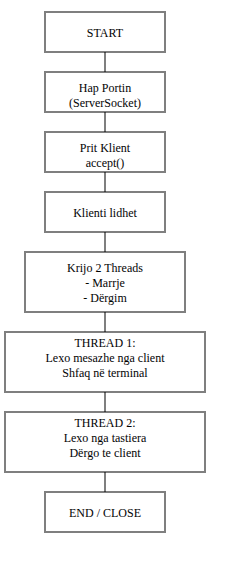 START
Hap Portin
(ServerSocket)
Prit Klient
accept()
Klienti lidhet
Krijo 2 Threads
- Marrje
- Dërgim
THREAD 1:
Lexo mesazhe nga client
Shfaq në terminal
THREAD 2:
Lexo nga tastiera
Dërgo te client
END / CLOSE